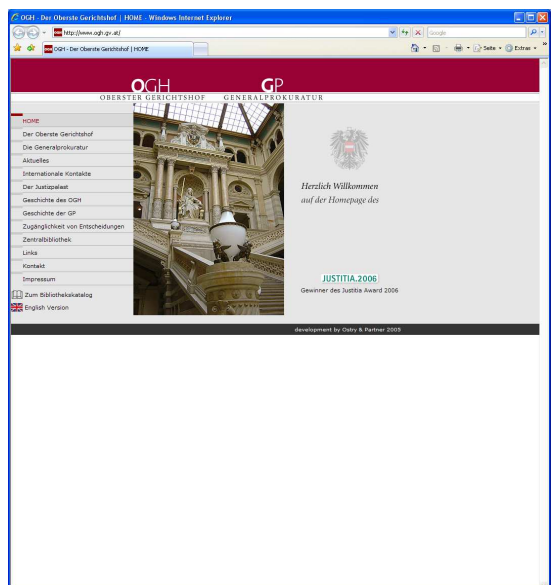 OGH - Der Oberste Gerichtshof | HOME - Windows Internet Explorer
http://www.ogh.gv.at/
Google
OGH - Der Oberste Gerichtshof | HOME
Seite
Extras
OGH
GP
OBERSTER GERICHTSHOF
GENERALPROKURATUR
HOME
Der Oberste Gerichtshof
Die Generalprokuratur
Aktuelles
Internationale Kontakte
Der Justizpalast
Geschichte des OGH
Geschichte der GP
Zugänglichkeit von Entscheidungen
Zentralbibliothek
Links
Kontakt
Impressum
Zum Bibliothekskatalog
English Version
Herzlich Willkommen
auf der Homepage des
JUSTITIA.2006
Gewinner des Justitia Award 2006
development by Osby & Partner 2005